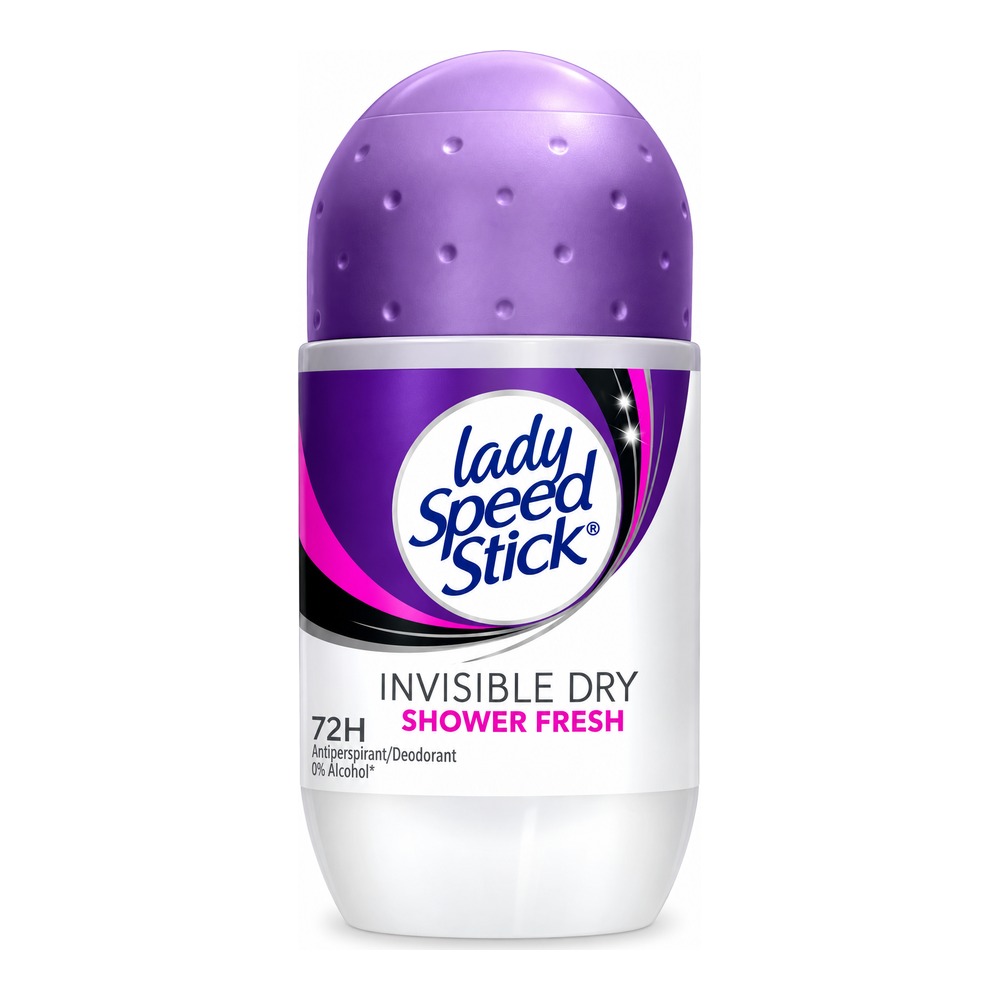 lady
Speed
Stick®
INVISIBLE DRY
SHOWER FRESH
72H
Antiperspirant/Deodorant
0% Alcohol*